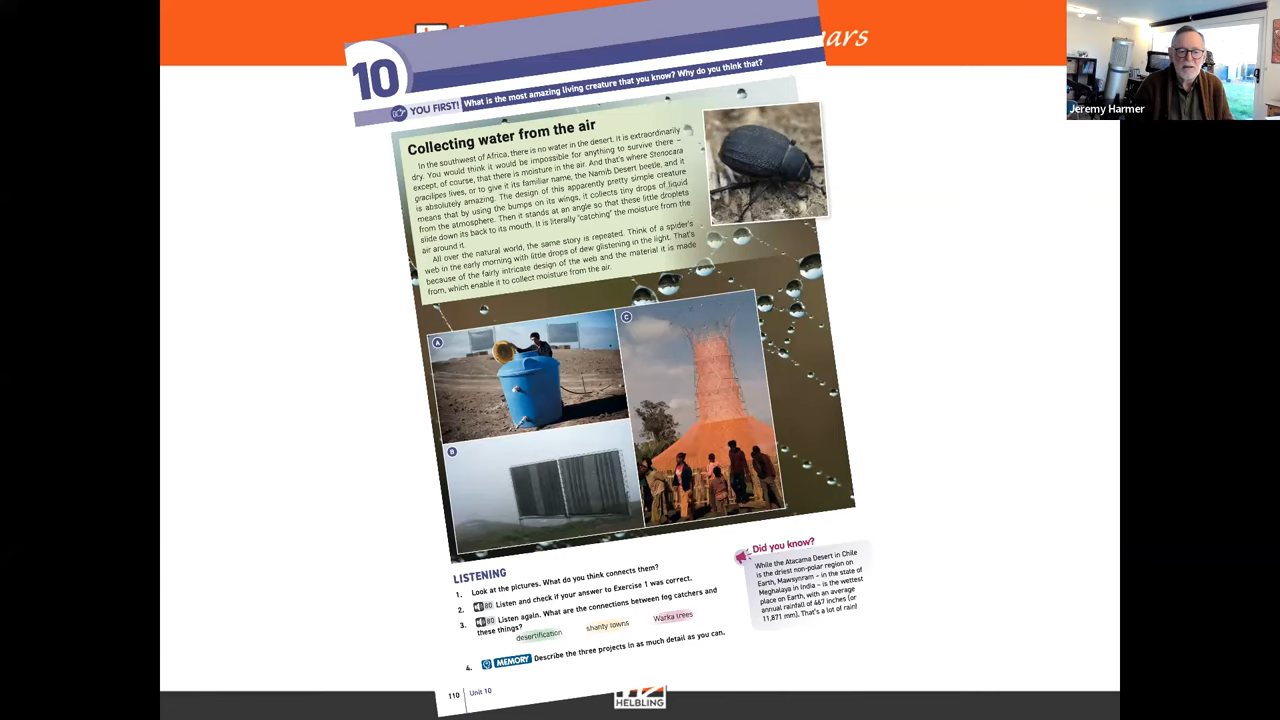 ars
Jeremy Harmer
10
YOU FIRST! What is the most amazing living creature that you know? Why do you think that?
Collecting water from the air
In the southwest of Africa, there is no water in the desert. It is extraordinarily
dry. You would think it would be impossible for anything to survive there –
except, of course, that there is moisture in the air. And that's where Stenocara
gracilipes lives, or to give it its familiar name, the Namib Desert beetle, and it
is absolutely amazing. The design of this apparently pretty simple creature
means that by using the bumps on its wings, it collects tiny drops of liquid
from the atmosphere. Then it stands at an angle so that these little droplets
slide down its back to its mouth. It is literally "catching" the moisture from the
air around it.
All over the natural world, the same story is repeated. Think of a spider's
web in the early morning with little drops of dew glistening in the light. That's
because of the fairly intricate design of the web and the material it is made
from, which enable it to collect moisture from the air.
A
B
C
LISTENING
1. Look at the pictures. What do you think connects them?
2. 80 Listen and check if your answer to Exercise 1 was correct.
3. 80 Listen again. What are the connections between fog catchers and
these things?
desertification shanty towns Warka trees
4. MEMORY Describe the three projects in as much detail as you can.
Did you know?
While the Atacama Desert in Chile
is the driest non-polar region on
Earth, Mawsynram – in the state of
Meghalaya in India – is the wettest
place on Earth, with an average
annual rainfall of 467 inches (or
11,871 mm). That's a lot of rain!
110 Unit 10
HELBLING